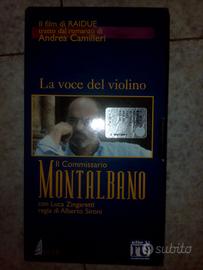 Il film di RAIDUE
tratto dal romanzo di
Andrea Camilleri
La voce del violino
Il Commissario
MONTALBANO
con Luca Zingaretti
regia di Alberto Sironi
subito